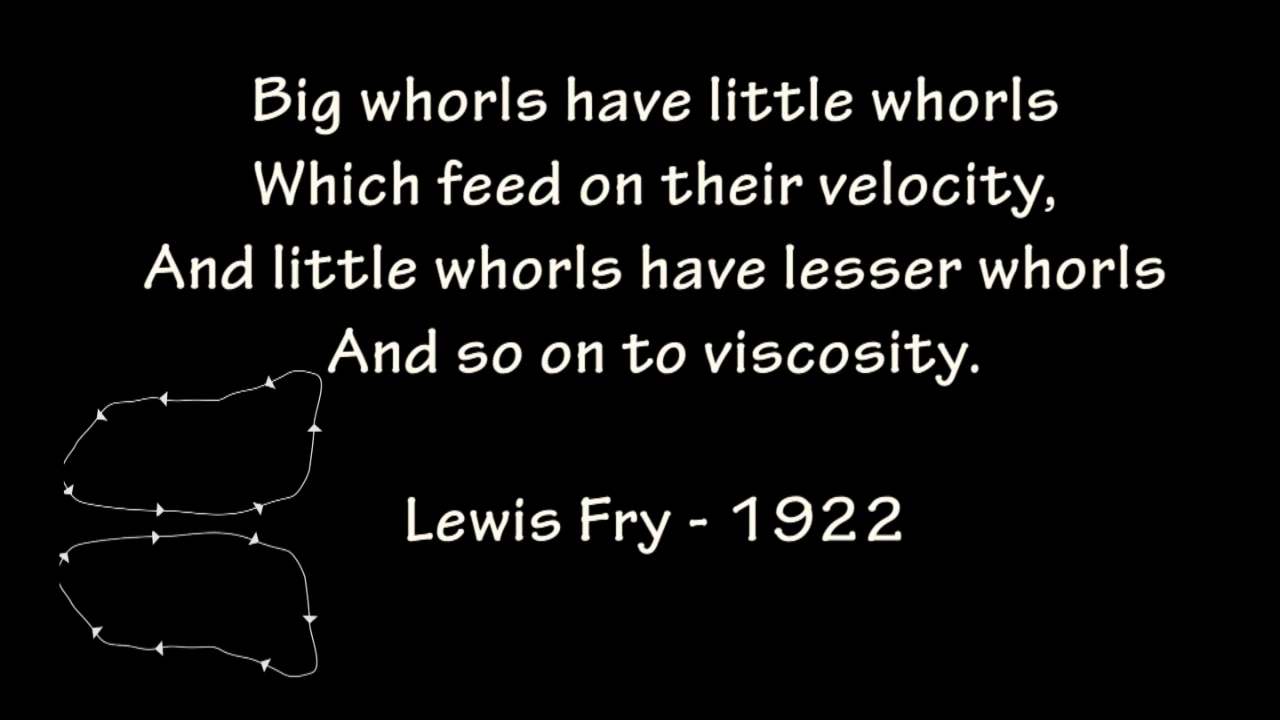 Big whorls have little whorls
Which feed on their velocity,
And little whorls have lesser whorls
And so on to viscosity.
Lewis Fry - 1922